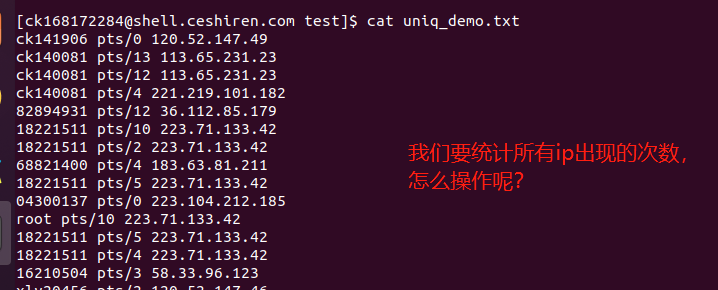 [ck168172284@shell.ceshiren.com test]$ cat uniq_demo.txt
ck141906 pts/0 120.52.147.49
ck140081 pts/13 113.65.231.23
ck140081 pts/12 113.65.231.23
ck140081 pts/4 221.219.101.182
82894931 pts/12 36.112.85.179
18221511 pts/10 223.71.133.42
18221511 pts/2 223.71.133.42
68821400 pts/4 183.63.81.211
18221511 pts/5 223.71.133.42
04300137 pts/0 223.104.212.185
root pts/10 223.71.133.42
18221511 pts/5 223.71.133.42
18221511 pts/4 223.71.133.42
16210504 pts/3 58.33.96.123
我们要统计所有ip出现的次数，
怎么操作呢？